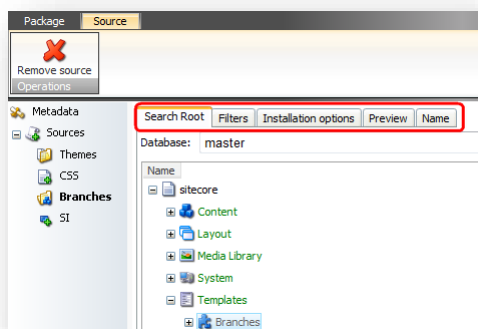 Package Source
Remove source
Operations
Metadata
Sources
Themes
CSS
Branches
SI
Search Root Filters Installation options Preview Name
Database: master
Name
sitecore
Content
Layout
Media Library
System
Templates
Branches